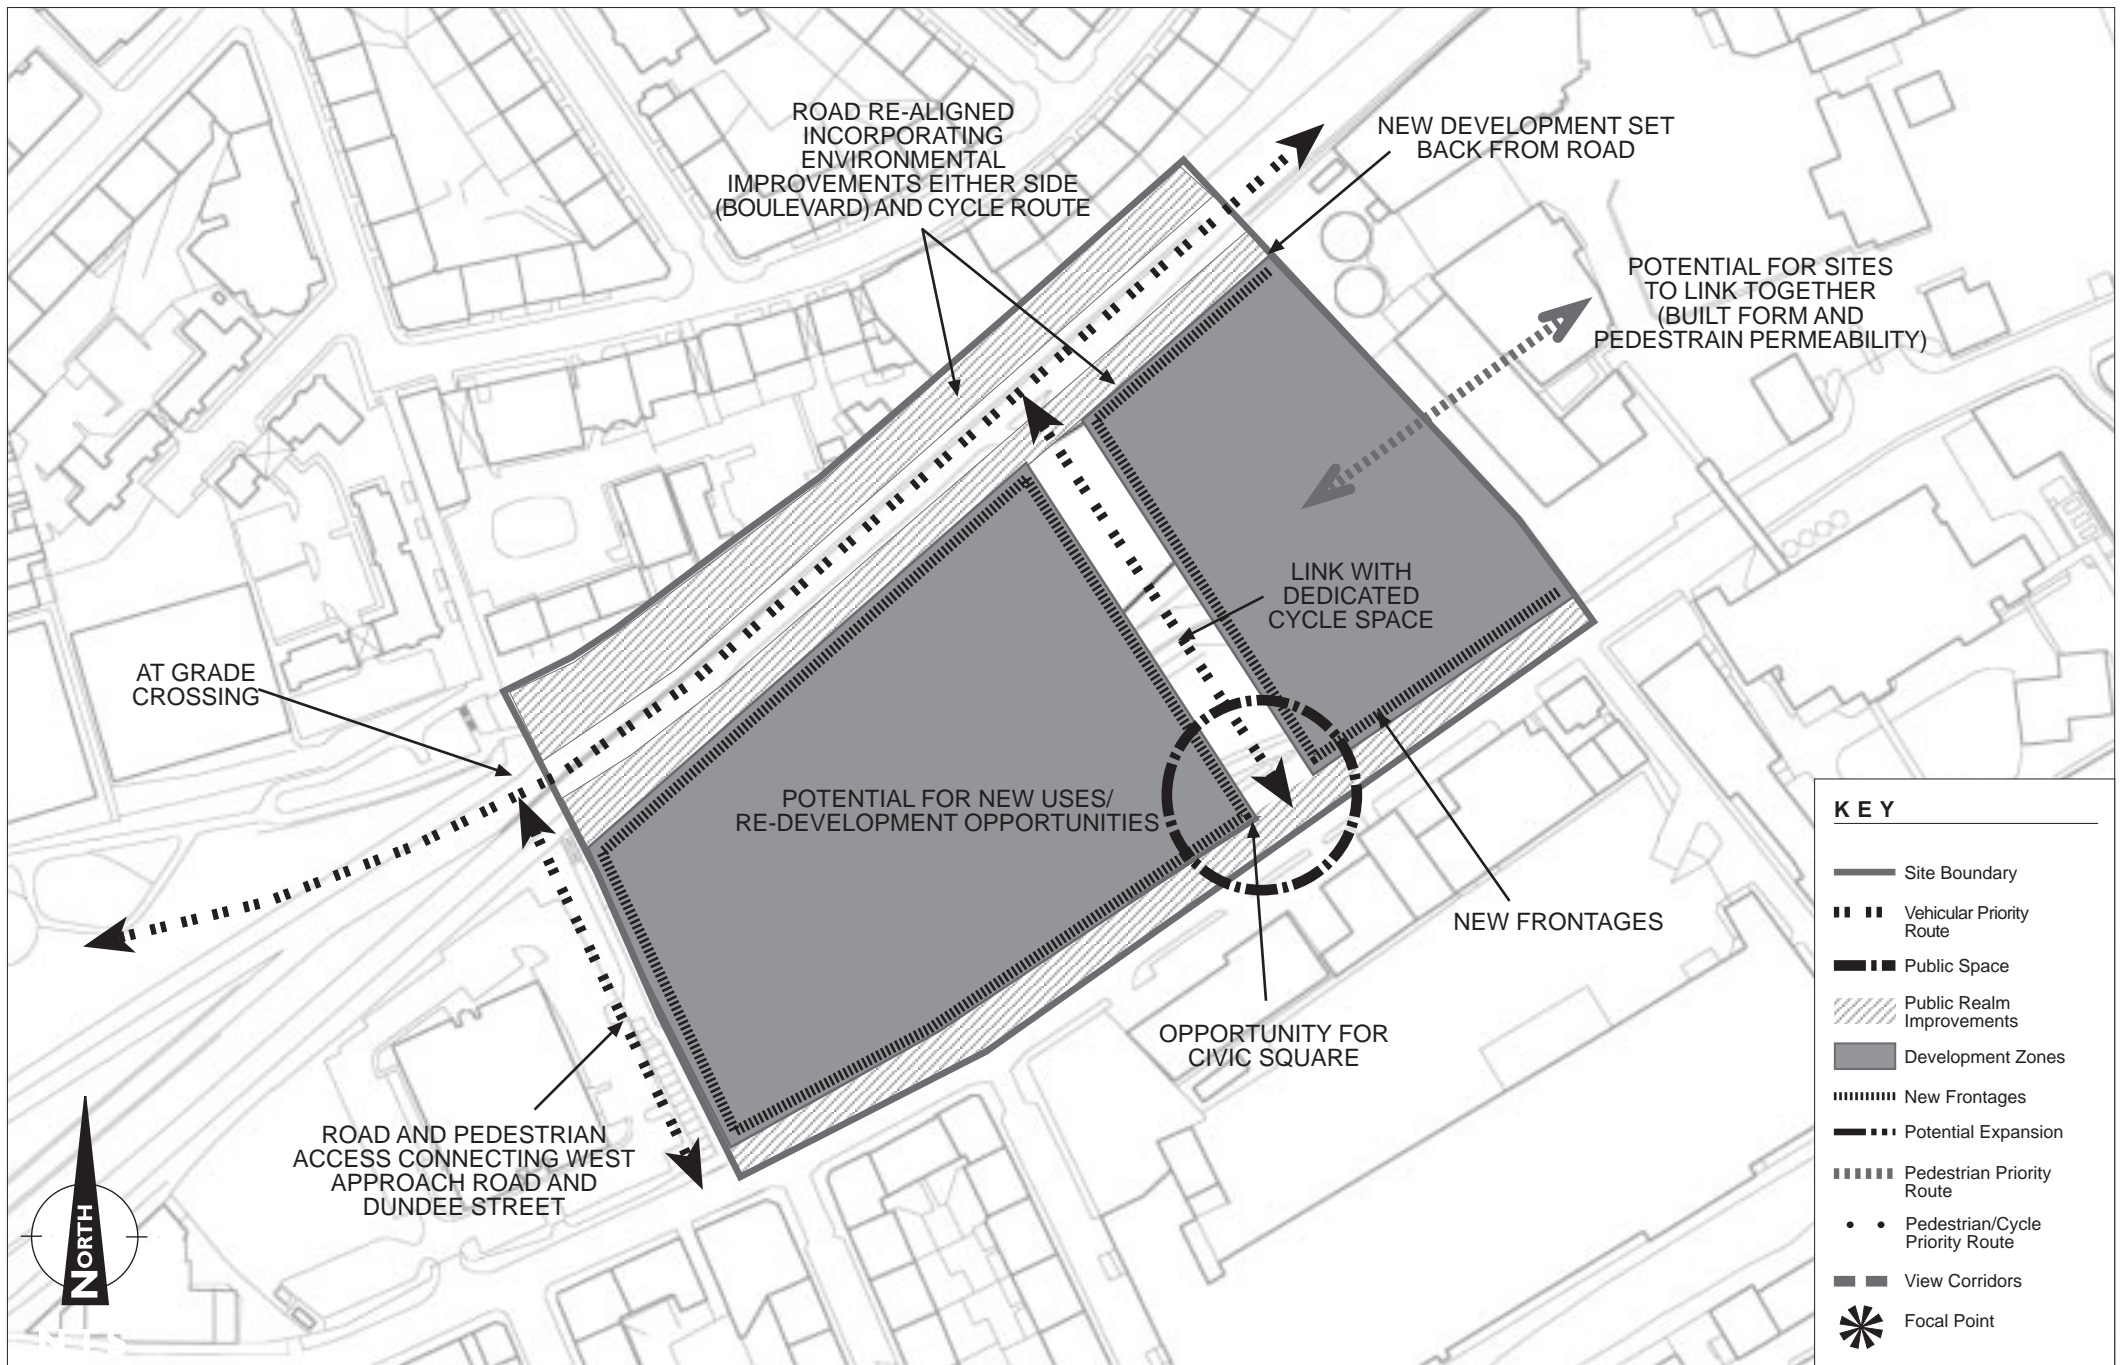 ROAD RE-ALIGNED
INCORPORATING
ENVIRONMENTAL
IMPROVEMENTS EITHER SIDE
(BOULEVARD) AND CYCLE ROUTE
NEW DEVELOPMENT SET
BACK FROM ROAD
POTENTIAL FOR SITES
TO LINK TOGETHER
(BUILT FORM AND
PEDESTRAIN PERMEABILITY)
LINK WITH
DEDICATED
CYCLE SPACE
AT GRADE
CROSSING
POTENTIAL FOR NEW USES/
RE-DEVELOPMENT OPPORTUNITIES
NEW FRONTAGES
OPPORTUNITY FOR
CIVIC SQUARE
ROAD AND PEDESTRIAN
ACCESS CONNECTING WEST
APPROACH ROAD AND
DUNDEE STREET
NORTH
NTS
KEY
Site Boundary
Vehicular Priority
Route
Public Space
Public Realm
Improvements
Development Zones
New Frontages
Potential Expansion
Pedestrian Priority
Route
Pedestrian/Cycle
Priority Route
View Corridors
Focal Point